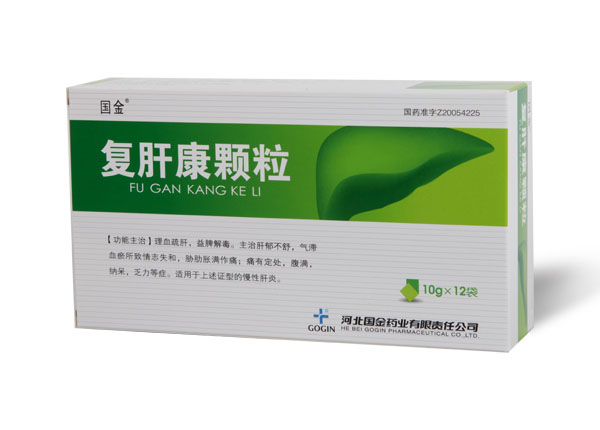 国金®
国药准字Z20054225
复肝康颗粒
FU GAN KANG KE LI
【功能主治】理血疏肝，益脾解毒。主治肝郁不舒，气滞
血瘀所致情志失和，胁肋胀满作痛；痛有定处，腹满，
纳呆，乏力等症。适用于上述证型的慢性肝炎。
10g×12袋
GOGIN
河北国金药业有限责任公司
HE BEI GOGIN PHARMACEUTICAL CO.,LTD.